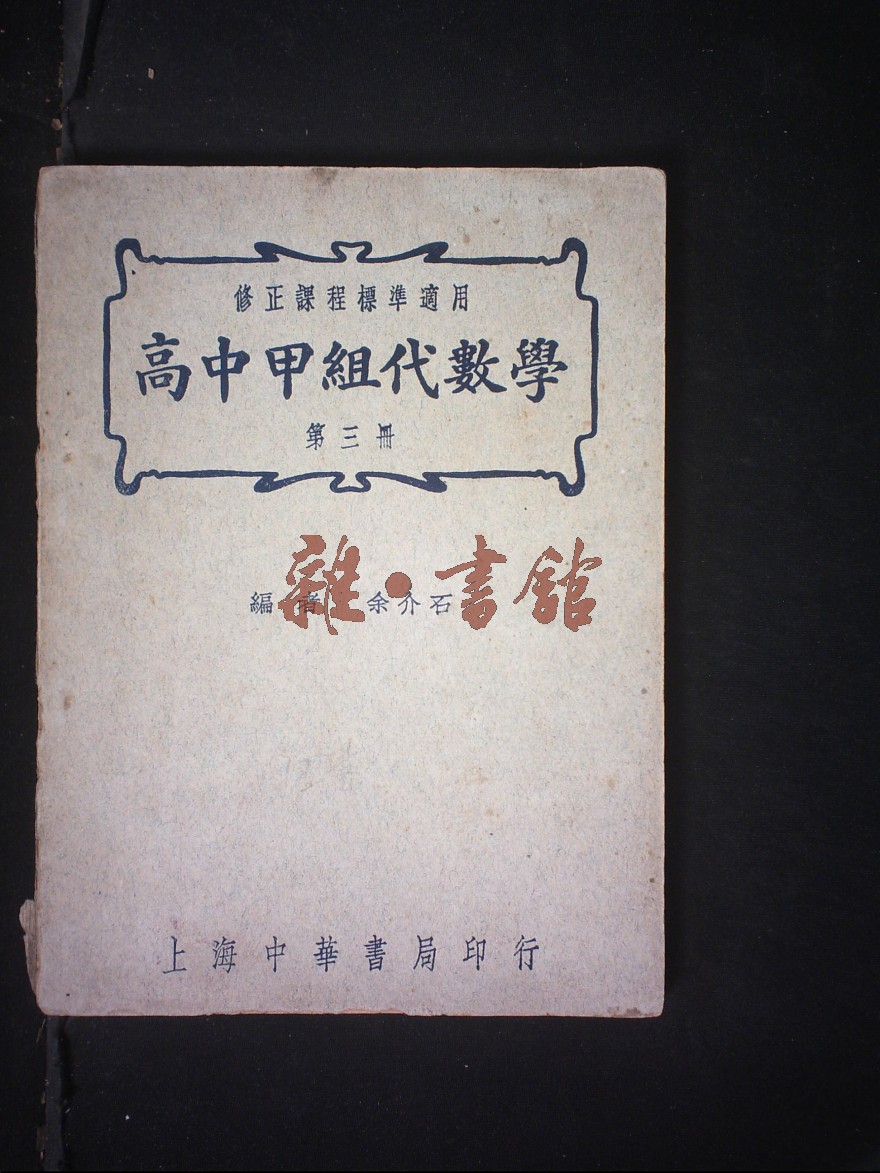 修正課程標準適用
高中甲組代數學
第三冊
雜·書館
編者 余介石
上海中華書局印行